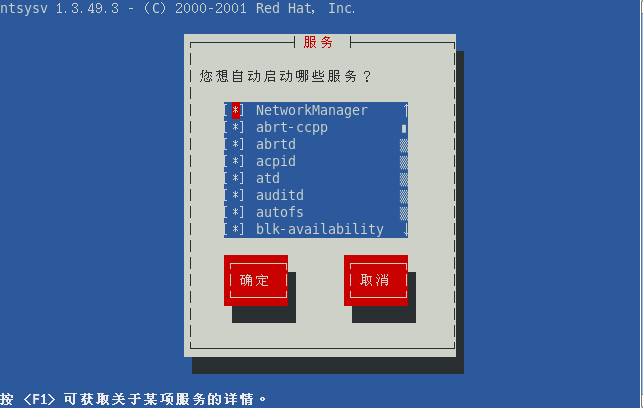 ntsysv 1.3.49.3 - (C) 2000-2001 Red Hat, Inc.
服务
您想自动启动哪些服务？
[*] NetworkManager ↑
[*] abrt-ccpp
[*] abrtd
[*] acpid
[*] atd
[*] auditd
[*] autofs
[*] blk-availability ↓
确定 取消
按 <F1> 可获取关于某项服务的详情。